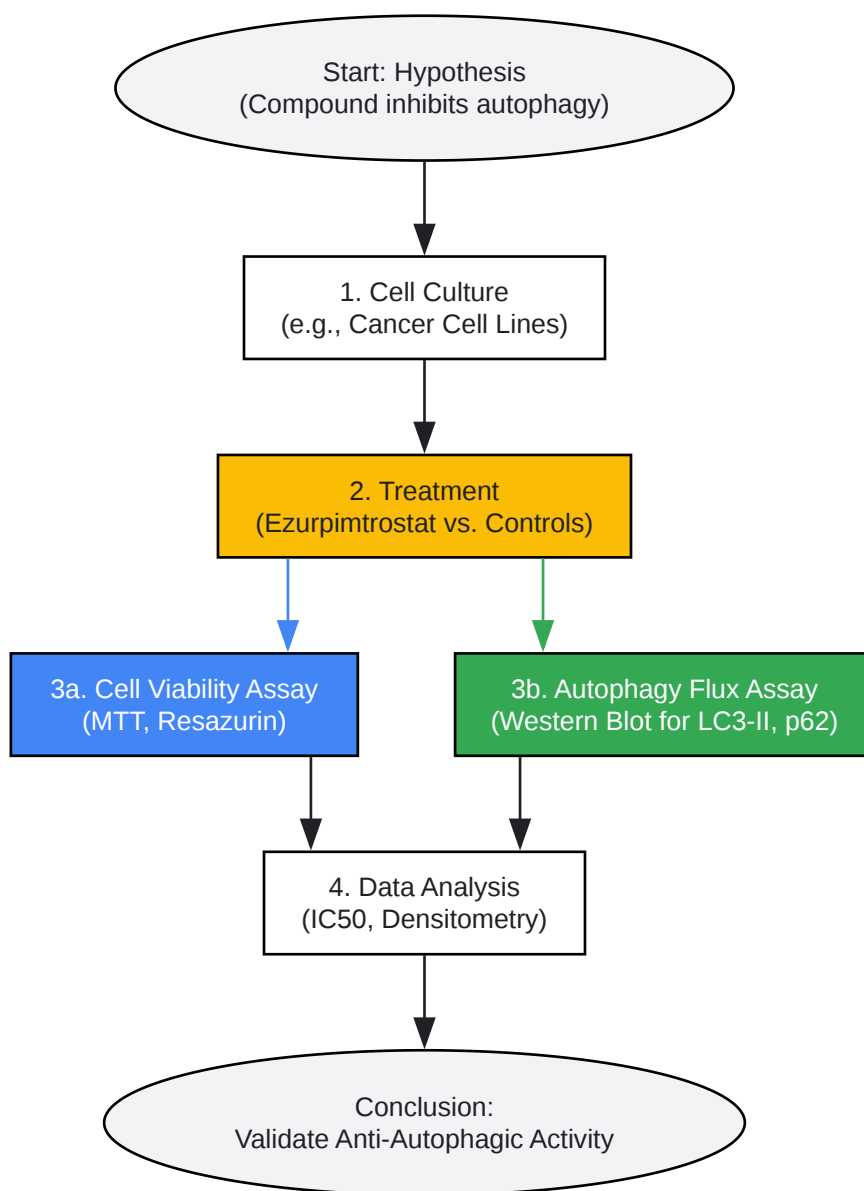 Start: Hypothesis
(Compound inhibits autophagy)
1. Cell Culture
(e.g., Cancer Cell Lines)
2. Treatment
(Ezurpimtrostat vs. Controls)
3a. Cell Viability Assay
(MTT, Resazurin)
3b. Autophagy Flux Assay
(Western Blot for LC3-II, p62)
4. Data Analysis
(IC50, Densitometry)
Conclusion:
Validate Anti-Autophagic Activity